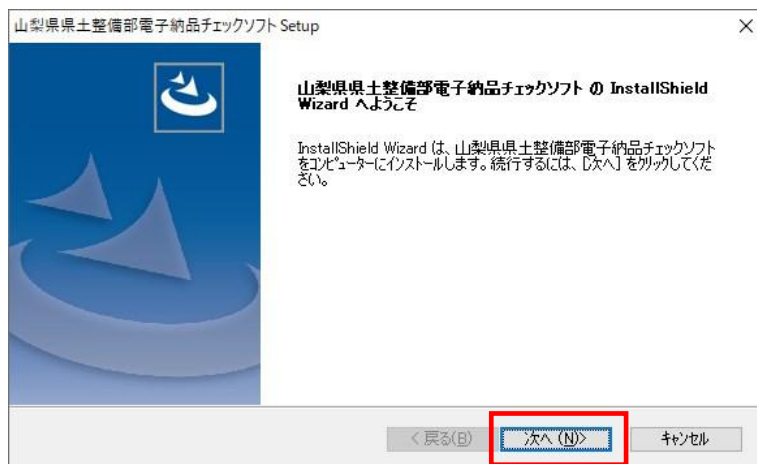 山梨県県土整備部電子納品チェックソフト Setup
山梨県県土整備部電子納品チェックソフト の InstallShield
Wizard へようこそ
InstallShield Wizard は、山梨県県土整備部電子納品チェックソフト
をコンピューターにインストールします。続行するには、[次へ] をクリックしてくだ
さい。
< 戻る(B)
次へ (N)>
キャンセル